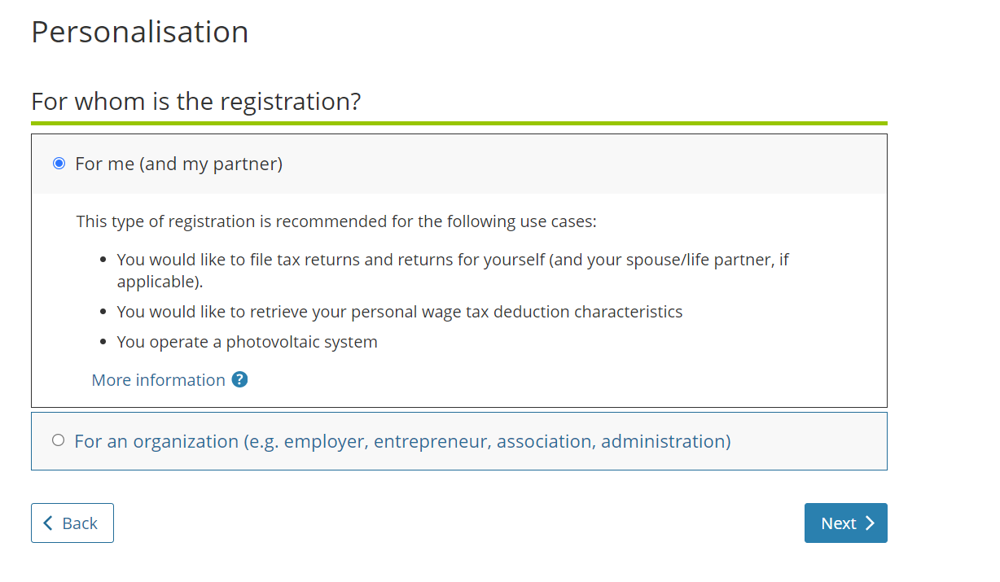 Personalisation
For whom is the registration?
For me (and my partner)
This type of registration is recommended for the following use cases:
You would like to file tax returns and returns for yourself (and your spouse/life partner, if
applicable).
You would like to retrieve your personal wage tax deduction characteristics
You operate a photovoltaic system
More information ?
For an organization (e.g. employer, entrepreneur, association, administration)
Back
Next